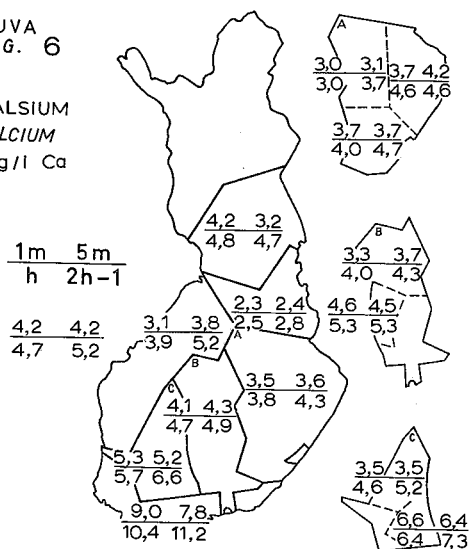 UVA
G. 6
ALSIUM
LCIUM
g/l Ca
1m 5m
h 2h-1
4,2 4,2
4,7 5,2
4,2 3,2
4,8 4,7
2,3 2,4
2,5 2,8
A
3,1 3,8
3,9 5,2
B
3,5 3,6
3,8 4,3
C
4,1 4,3
4,7 4,9
5,3 5,2
5,7 6,6
9,0 7,8
10,4 11,2
A
3,0 3,1
3,0 3,7
3,7 4,2
4,6 4,6
3,7 3,7
4,0 4,7
B
3,3 3,7
4,0 4,3
4,6 4,5
5,3 5,3
C
3,5 3,5
4,6 5,2
6,6 6,4
6,4 7,3